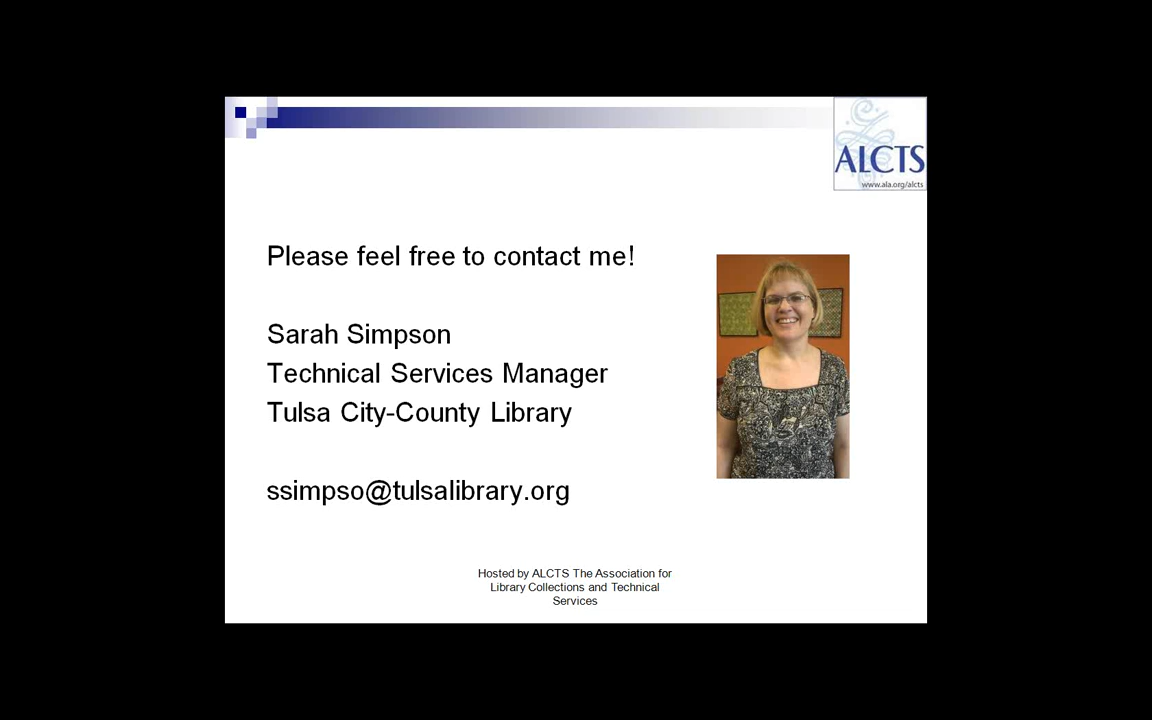 ALCTS
www.ala.org/alcts
Please feel free to contact me!
Sarah Simpson
Technical Services Manager
Tulsa City-County Library
ssimpso@tulsalibrary.org
Hosted by ALCTS The Association for
Library Collections and Technical
Services